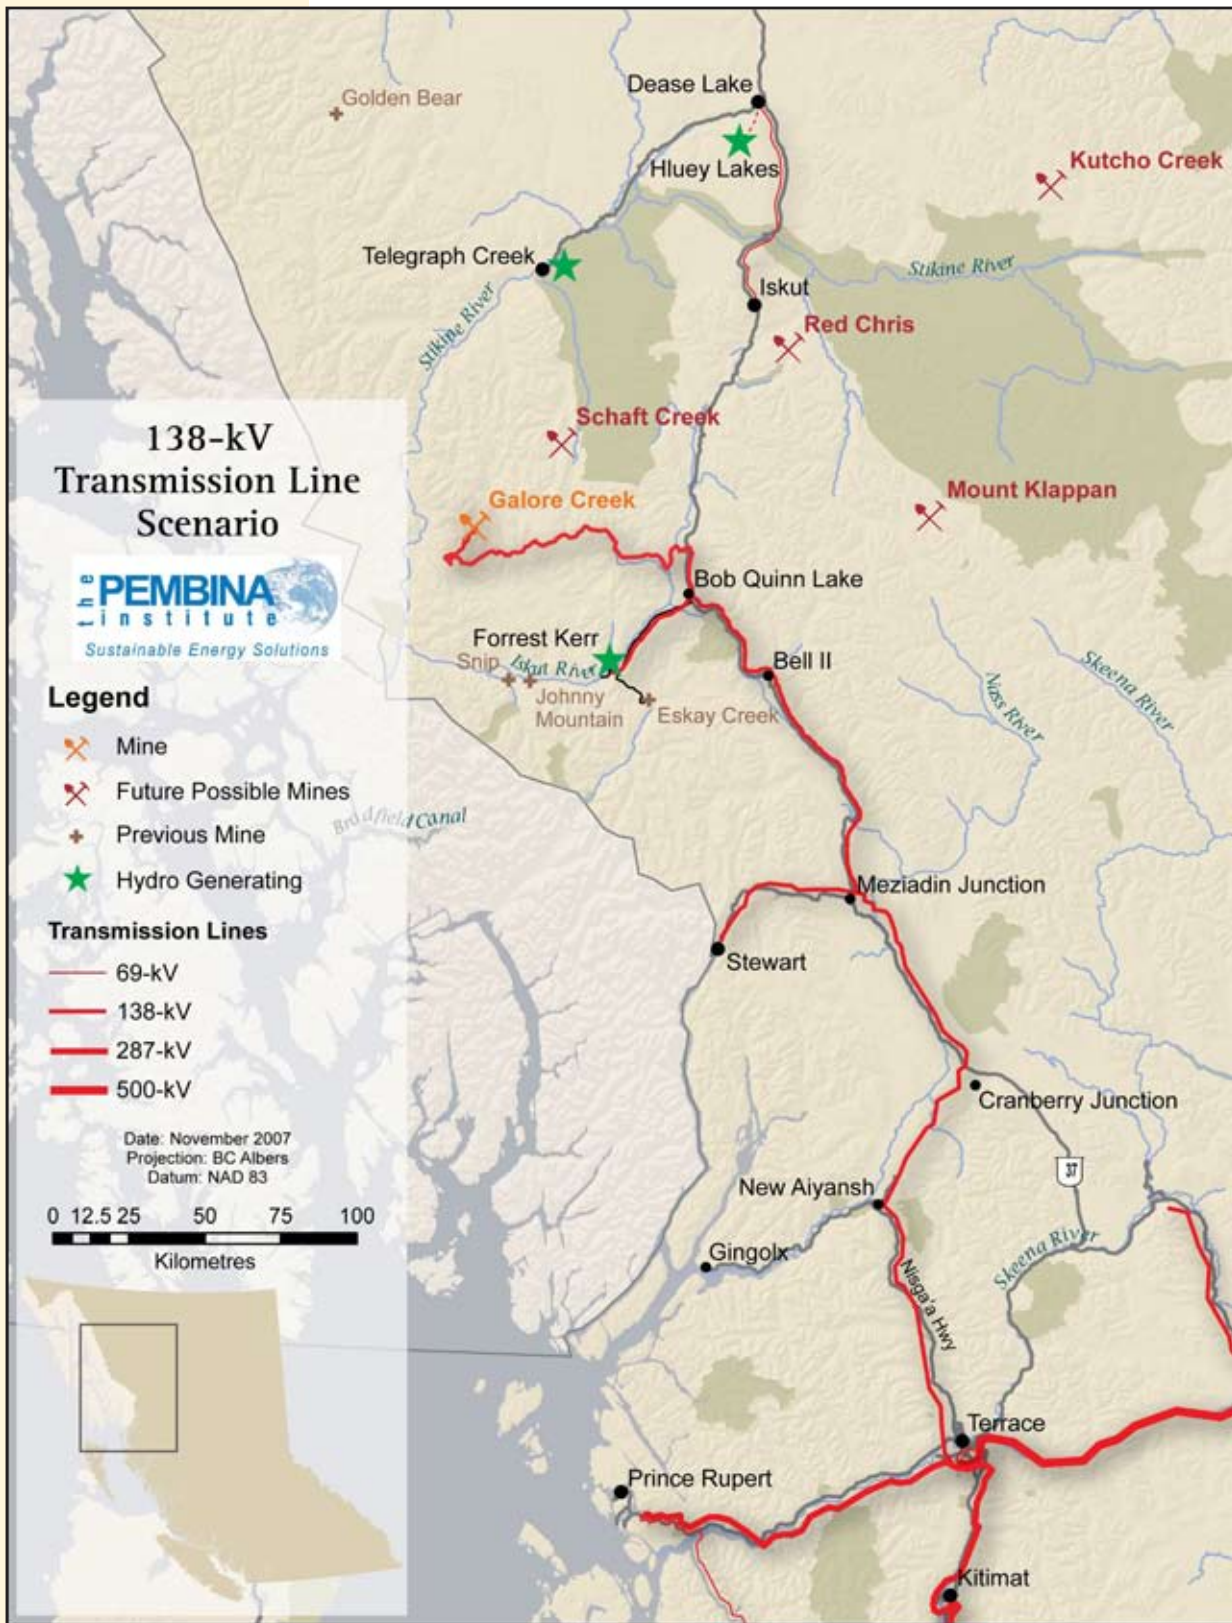 Dease Lake
Golden Bear
Hluey Lakes
Kutcho Creek
Telegraph Creek
Stikine River
Stikine River
Iskut
Red Chris
Schaft Creek
138-kV
Transmission Line
Scenario
Galore Creek
Mount Klappan
the PEMBINA
institute
Sustainable Energy Solutions
Bob Quinn Lake
Forrest Kerr
Snip
Iskut River
Johnny
Mountain
Eskay Creek
Bell II
Nass River
Skeena River
Legend
Mine
Future Possible Mines
Previous Mine
Bradfield Canal
Hydro Generating
Transmission Lines
69-kV
138-kV
287-kV
500-kV
Meziadin Junction
Stewart
Cranberry Junction
Date: November 2007
Projection: BC Albers
Datum: NAD 83
37
0 12.5 25 50 75 100
Kilometres
New Aiyansh
Gingolx
Skeena River
Nisga'a Hwy
Terrace
Prince Rupert
Kitimat